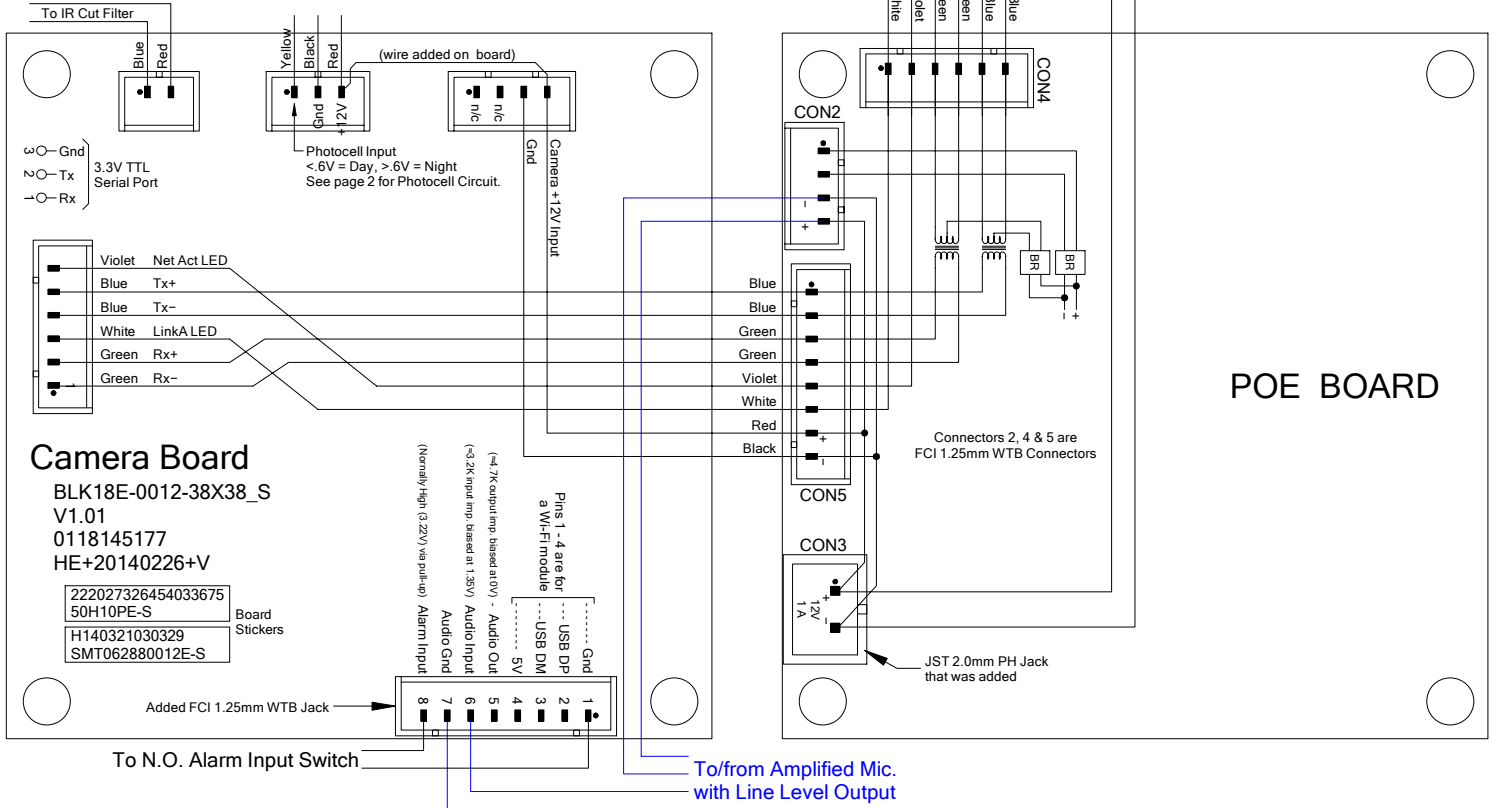 To IR Cut Filter
Blue
Red
Yellow
Black
Red
(wire added on board)
Gnd
+12V
n/c
n/c
Gnd
Camera +12V Input
Photocell Input
<.6V = Day, >.6V = Night
See page 2 for Photocell Circuit.
3 Gnd
2 Tx
1 Rx
3.3V TTL
Serial Port
Violet Net Act LED
Blue Tx+
Blue Tx−
White LinkA LED
Green Rx+
Green Rx−
1
Camera Board
BLK18E-0012-38X38_S
V1.01
0118145177
HE+20140226+V
222027326454033675
50H10PE-S
H140321030329
SMT062880012E-S
Board
Stickers
(Normally High (3.22V) via pull-up) Alarm Input
Audio Gnd
(≈3.2K input imp. biased at 1.35V) Audio Input
(≈4.7K output imp. biased at 0V) - Audio Out
Pins 1 - 4 are for
a Wi-Fi module
-------- 5V
---USB DM
--- USB DP
------- Gnd
8 7 6 5 4 3 2 1
Added FCI 1.25mm WTB Jack
To N.O. Alarm Input Switch
To/from Amplified Mic.
with Line Level Output
Blue
Blue
CON4
CON2
−
+
BR
BR
− +
Blue
Blue
Green
Green
Violet
White
Red
Black
+
−
CON5
POE BOARD
Connectors 2, 4 & 5 are
FCI 1.25mm WTB Connectors
CON3
+
−
12V
1 A
JST 2.0mm PH Jack
that was added